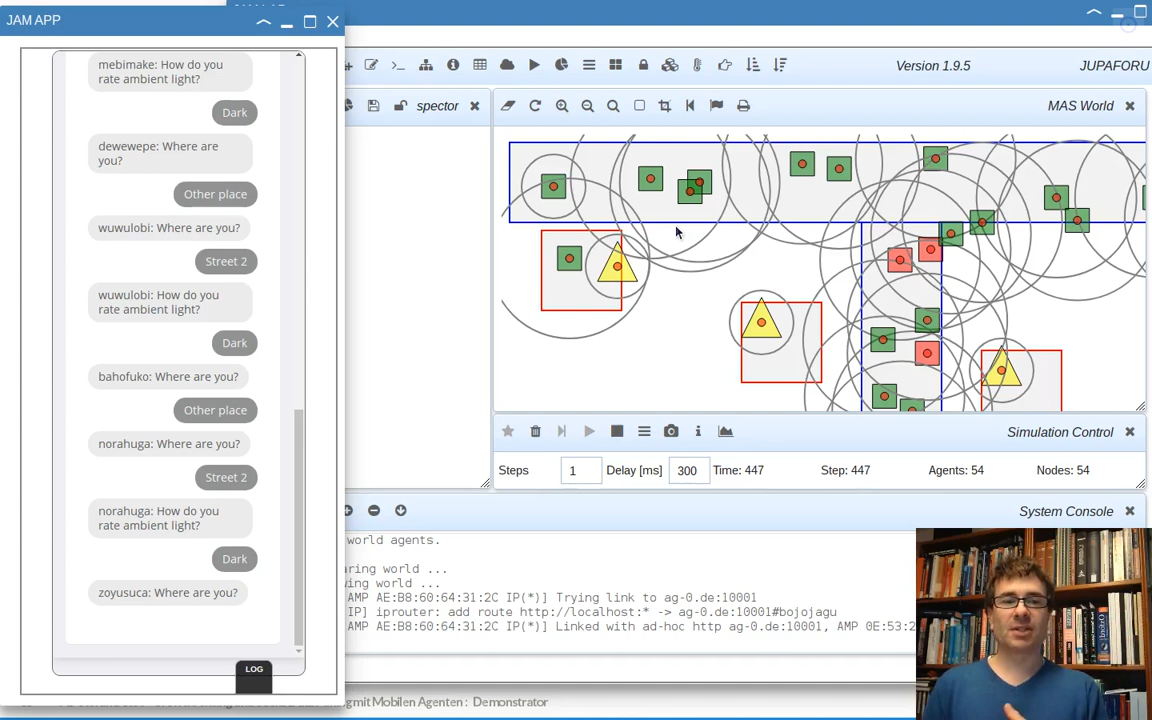 JAM APP
mebimake: How do you
rate ambient light?
Dark
dewewepe: Where are
you?
Other place
wuwulobi: Where are you?
Street 2
wuwulobi: How do you
rate ambient light?
Dark
bahofuko: Where are you?
Other place
norahuga: Where are you?
Street 2
norahuga: How do you
rate ambient light?
Dark
zoyusuca: Where are you?
LOG
Version 1.9.5
JUPAFORU
spector
MAS World
Simulation Control
Steps
1
Delay [ms]
300
Time: 447
Step: 447
Agents: 54
Nodes: 54
System Console
world agents.
aring world ...
wing world ...
AMP AE:B8:60:64:31:2C IP(*)] Trying link to ag-0.de:10001
IP] iprouter: add route http://localhost:* -> ag-0.de:10001#bojojagu
AMP AE:B8:60:64:31:2C IP(*)] Linked with ad-hoc http ag-0.de:10001, AMP 0E:53:2
mit Mobilen Agenten : Demonstrator